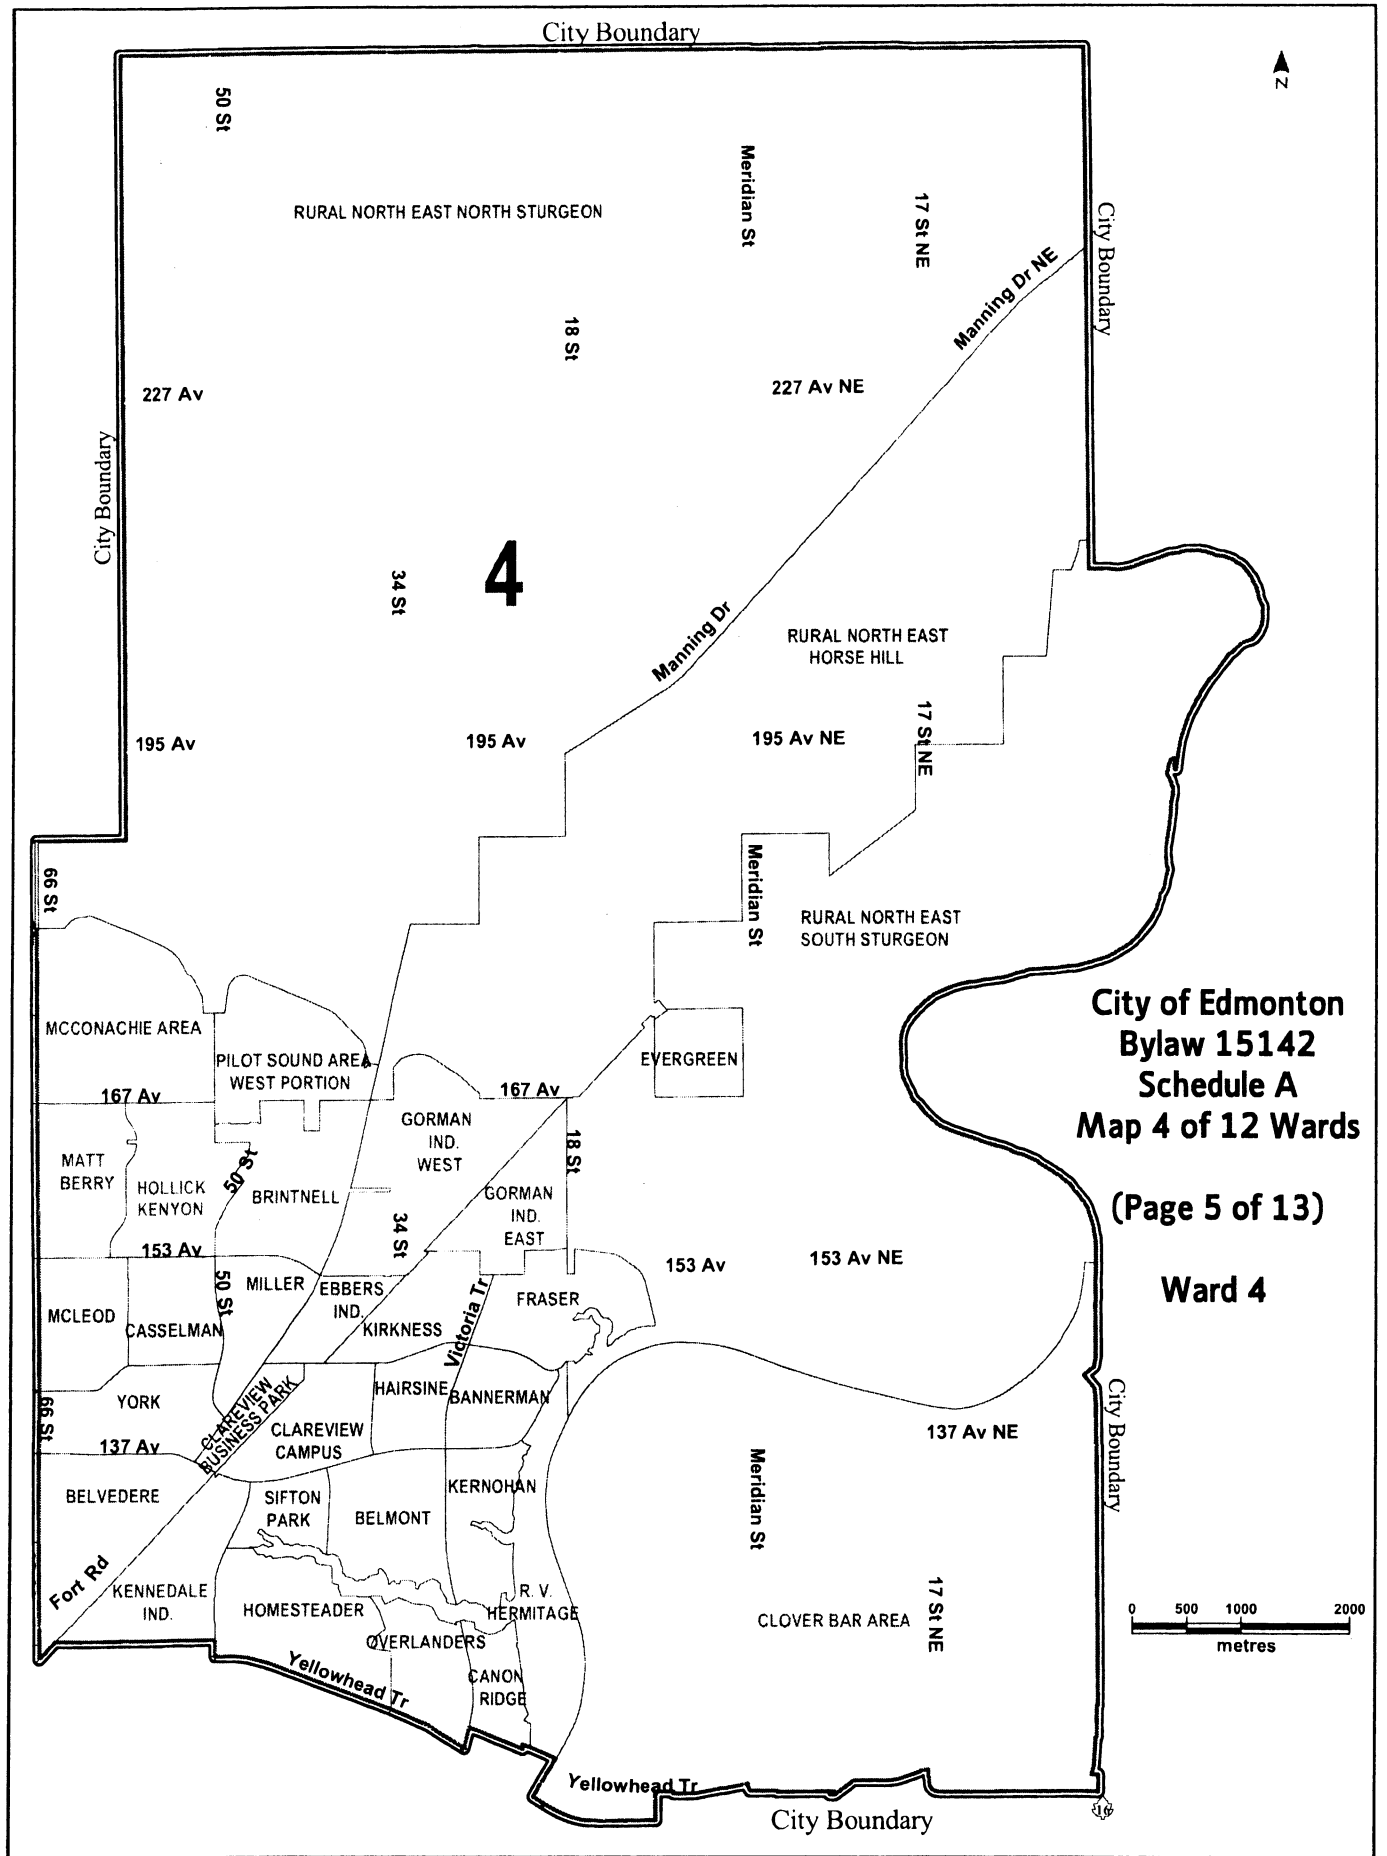 City Boundary
N
50 St
Meridian St
17 St NE
RURAL NORTH EAST NORTH STURGEON
City Boundary
Manning Dr NE
18 St
227 Av
227 Av NE
City Boundary
4
34 St
Manning Dr
RURAL NORTH EAST
HORSE HILL
17 St NE
195 Av
195 Av
195 Av NE
66 St
Meridian St
RURAL NORTH EAST
SOUTH STURGEON
City of Edmonton
Bylaw 15142
Schedule A
Map 4 of 12 Wards
(Page 5 of 13)
Ward 4
MCCONACHIE AREA
PILOT SOUND AREA
WEST PORTION
EVERGREEN
167 Av
167 Av
GORMAN
IND.
WEST
18 St
MATT
BERRY
HOLLICK
KENYON
50 St
BRINTNELL
GORMAN
IND.
EAST
34 St
153 Av
153 Av
153 Av NE
50 St
MILLER
EBBERS
IND.
Victoria Tr
FRASER
MCLEOD
CASSELMAN
KIRKNESS
YORK
CLAREVIEW
BUSINESS PARK
HAIRSINE
BANNERMAN
66 St
CLAREVIEW
CAMPUS
137 Av
137 Av NE
City Boundary
Meridian St
BELVEDERE
SIFTON
PARK
BELMONT
KERNOHAN
Fort Rd
KENNEDALE
IND.
HOMESTEADER
R. V.
HERMITAGE
CLOVER BAR AREA
17 St NE
0 500 1000 2000
metres
OVERLANDERS
CANON
RIDGE
Yellowhead Tr
Yellowhead Tr
16
City Boundary